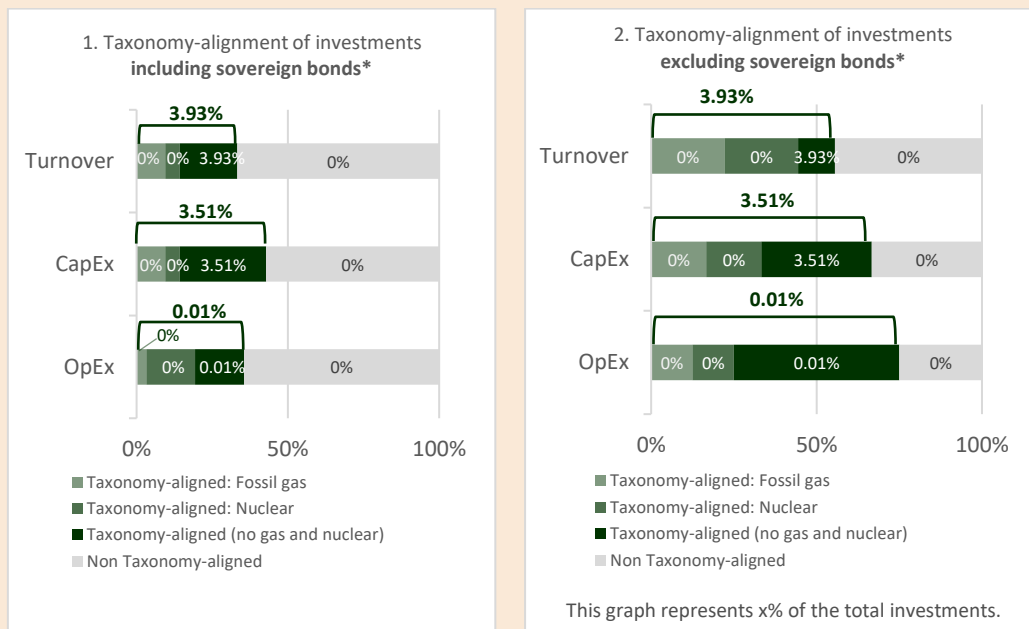 1. Taxonomy-alignment of investments
including sovereign bonds*
3.93%
Turnover
0% 0% 3.93% 0%
3.51%
CapEx
0% 0% 3.51% 0%
0.01%
0%
OpEx
0% 0.01% 0%
0% 50% 100%
Taxonomy-aligned: Fossil gas
Taxonomy-aligned: Nuclear
Taxonomy-aligned (no gas and nuclear)
Non Taxonomy-aligned
2. Taxonomy-alignment of investments
excluding sovereign bonds*
3.93%
Turnover
0% 0% 3.93% 0%
3.51%
CapEx
0% 0% 3.51% 0%
0.01%
OpEx
0% 0% 0.01% 0%
0% 50% 100%
Taxonomy-aligned: Fossil gas
Taxonomy-aligned: Nuclear
Taxonomy-aligned (no gas and nuclear)
Non Taxonomy-aligned
This graph represents x% of the total investments.